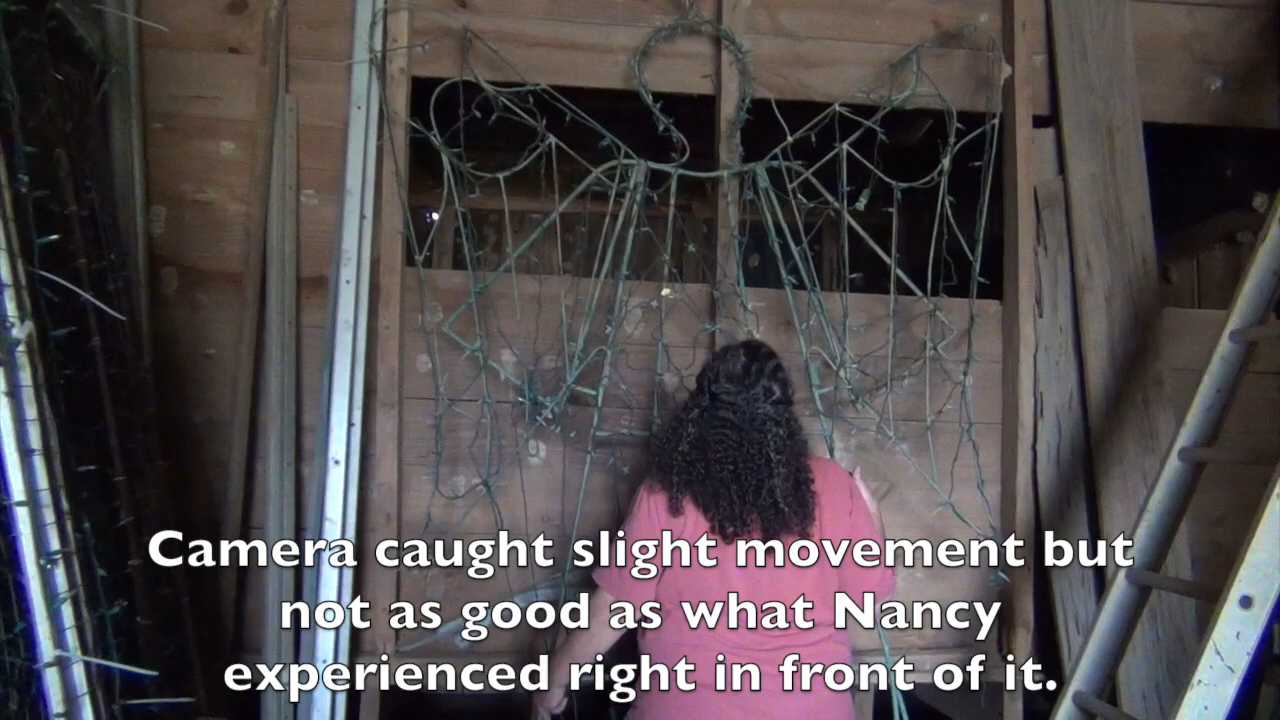 Camera caught slight movement but
not as good as what Nancy
experienced right in front of it.